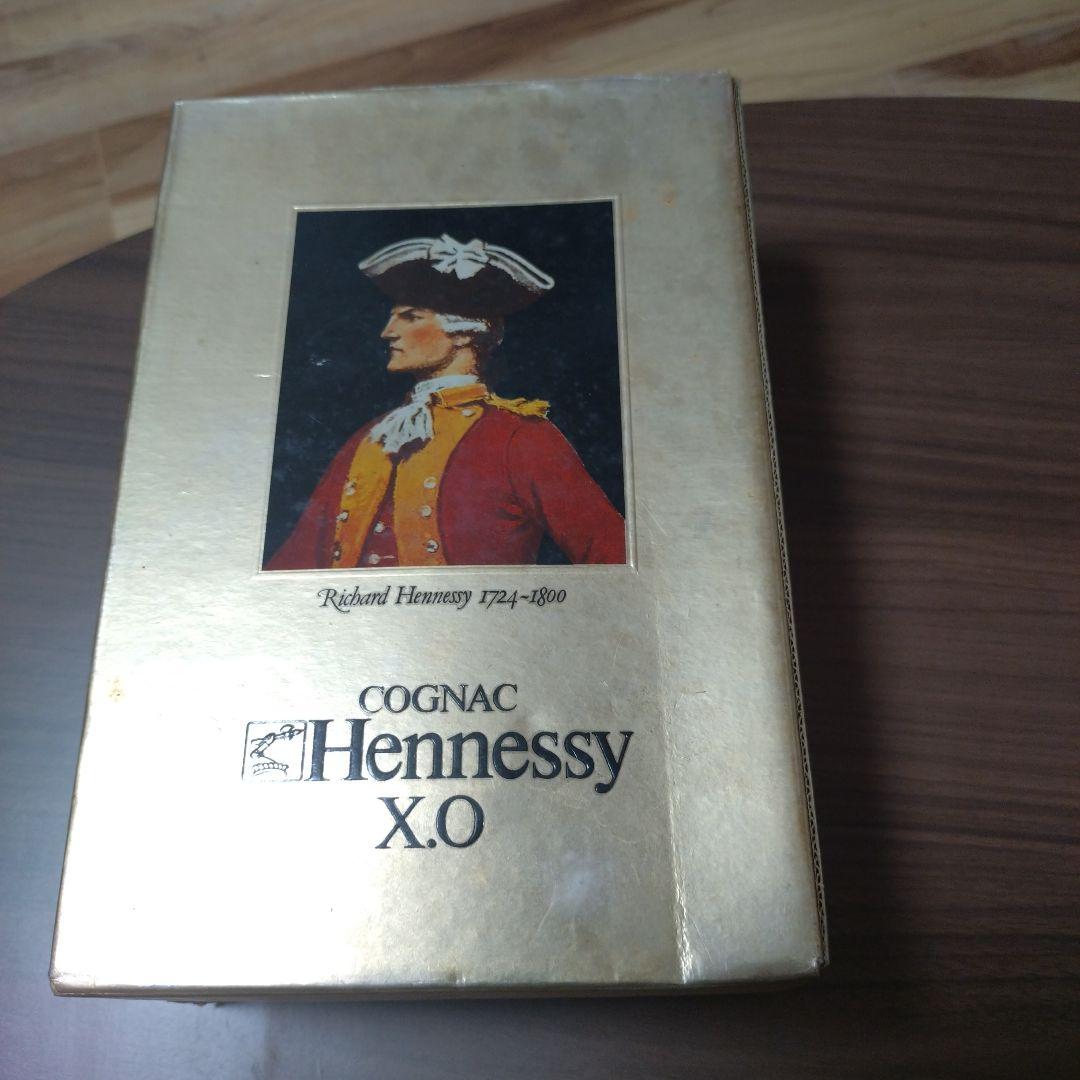 Richard Hennessy 1724~1800
COGNAC
Hennessy
X.O